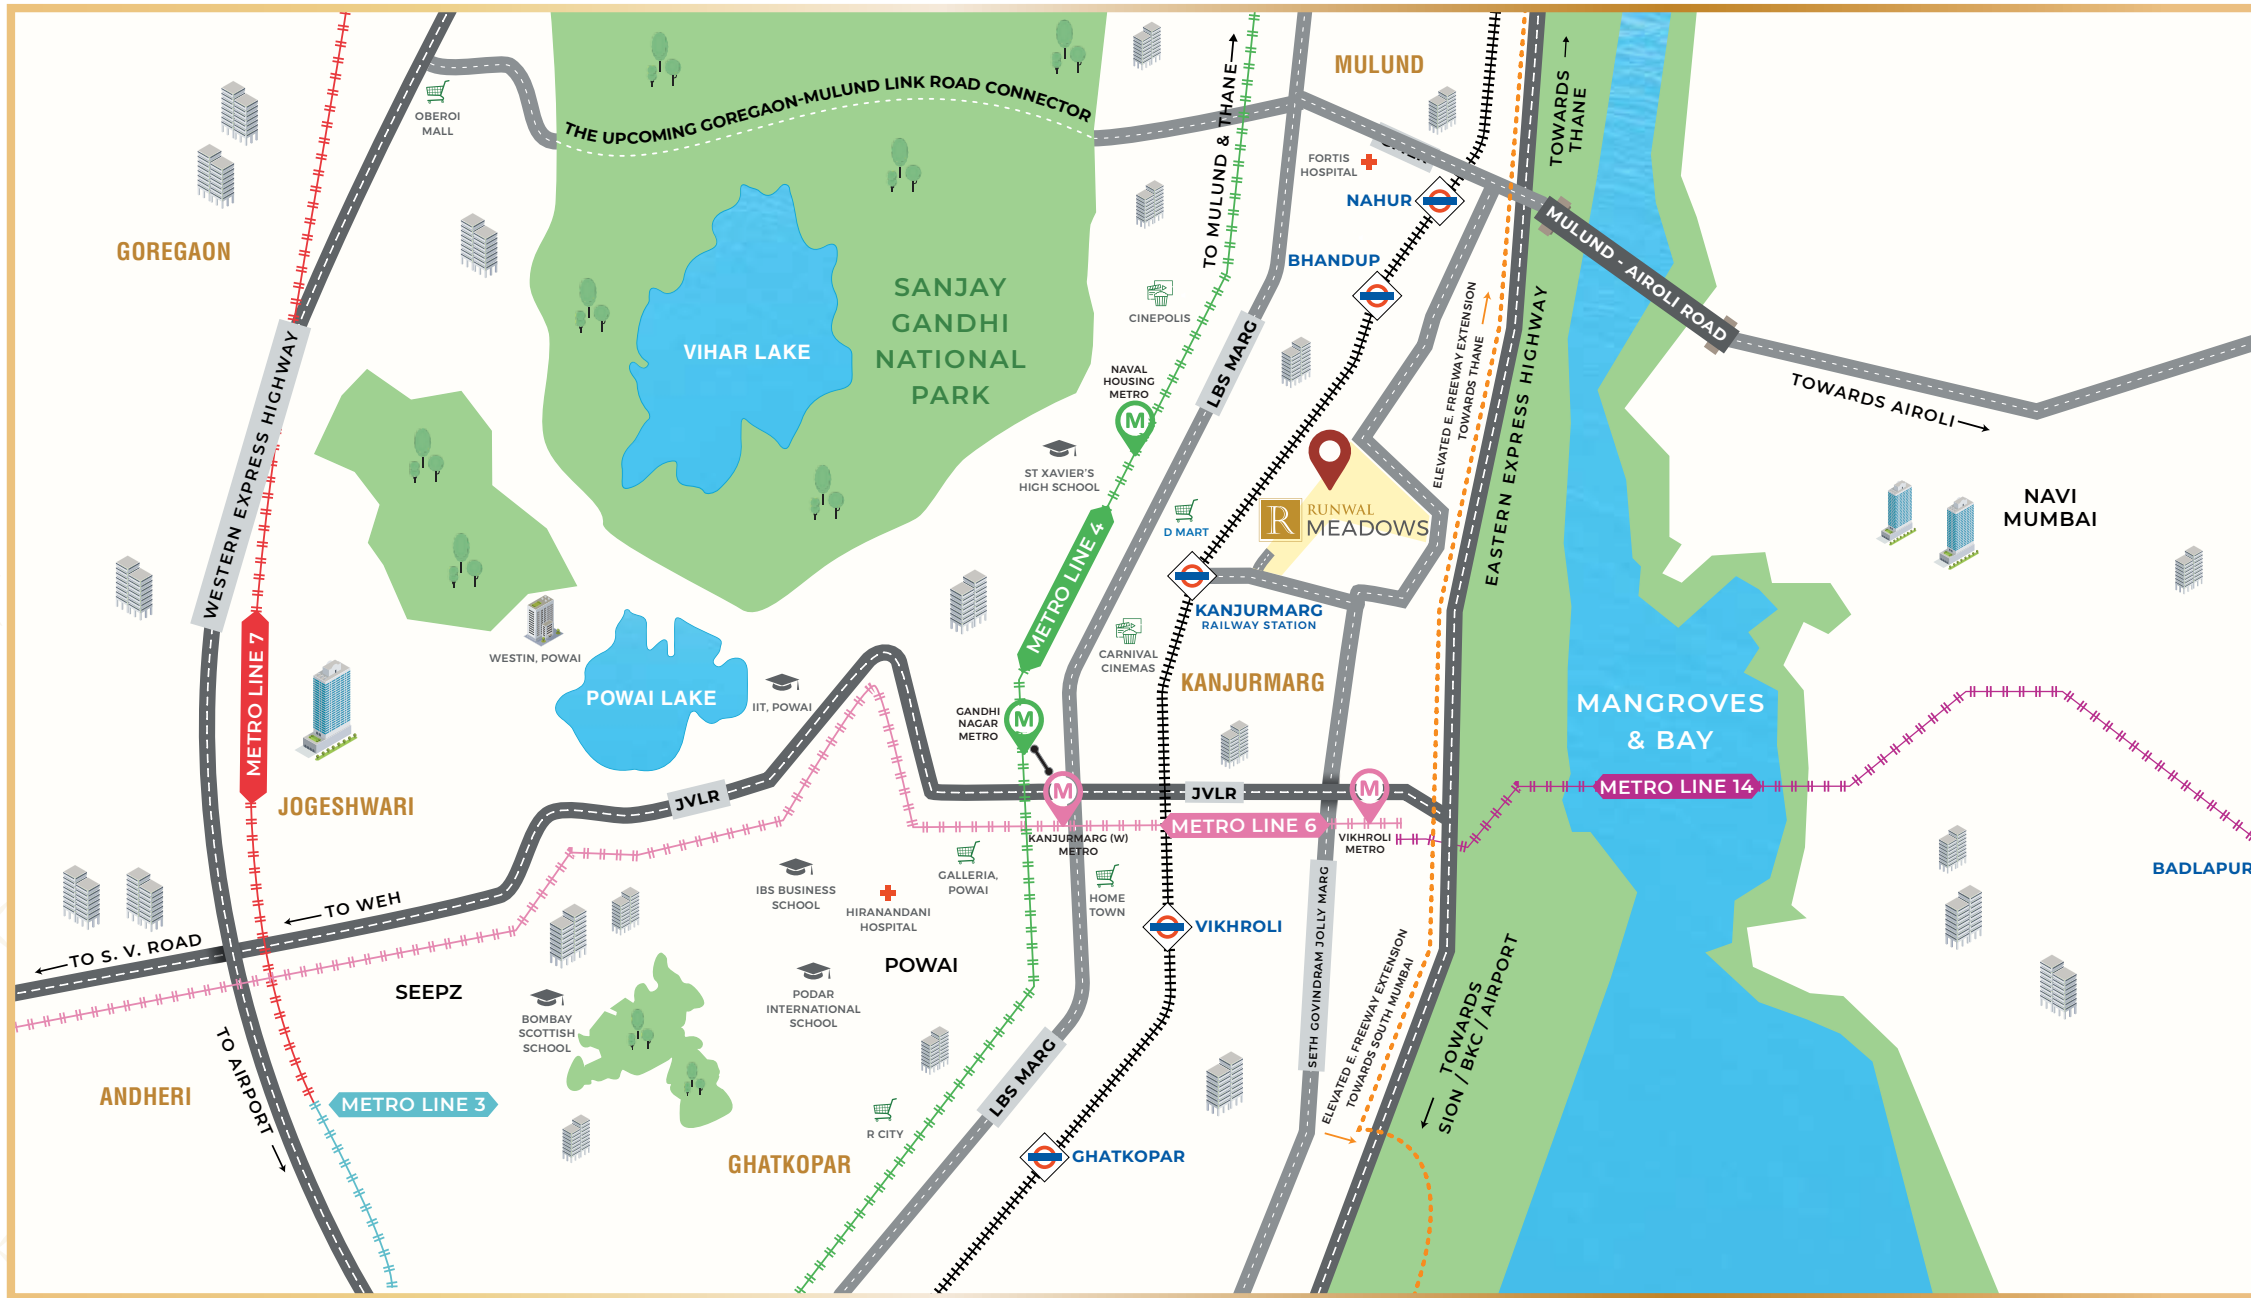 MULUND
OBEROI
MALL
THE UPCOMING GOREGAON-MULUND LINK ROAD CONNECTOR
TO MULUND & THANE
TOWARDS
THANE
FORTIS
HOSPITAL
NAHUR
MULUND - AIROLI ROAD
GOREGAON
BHANDUP
SANJAY
GANDHI
NATIONAL
PARK
CINEPOLIS
VIHAR LAKE
LBS MARG
ELEVATED E. FREEWAY EXTENSION
TOWARDS THANE
EASTERN EXPRESS HIGHWAY
TOWARDS AIROLI
WESTERN EXPRESS HIGHWAY
NAVAL
HOUSING
METRO
M
ST XAVIER'S
HIGH SCHOOL
D MART
R
RUNWAL
MEADOWS
NAVI
MUMBAI
METRO LINE 4
KANJURMARG
RAILWAY STATION
WESTIN, POWAI
CARNIVAL
CINEMAS
KANJURMARG
METRO LINE 7
POWAI LAKE
IIT, POWAI
GANDHI
NAGAR
METRO
M
MANGROVES
& BAY
JOGESHWARI
JVLR
M
JVLR
M
METRO LINE 14
KANJURMARG (W)
METRO
METRO LINE 6
VIKHROLI
METRO
BADLAPUR
IBS BUSINESS
SCHOOL
GALLERIA,
POWAI
HOME
TOWN
TO WEH
HIRANANDANI
HOSPITAL
VIKHROLI
SETH GOVINDRAM JOLLY MARG
TO S. V. ROAD
POWAI
SEEPZ
PODAR
INTERNATIONAL
SCHOOL
BOMBAY
SCOTTISH
SCHOOL
ELEVATED E. FREEWAY EXTENSION
TOWARDS SOUTH MUMBAI
TOWARDS
SION / BKC / AIRPORT
TO AIRPORT
ANDHERI
METRO LINE 3
LBS MARG
R CITY
GHATKOPAR
GHATKOPAR